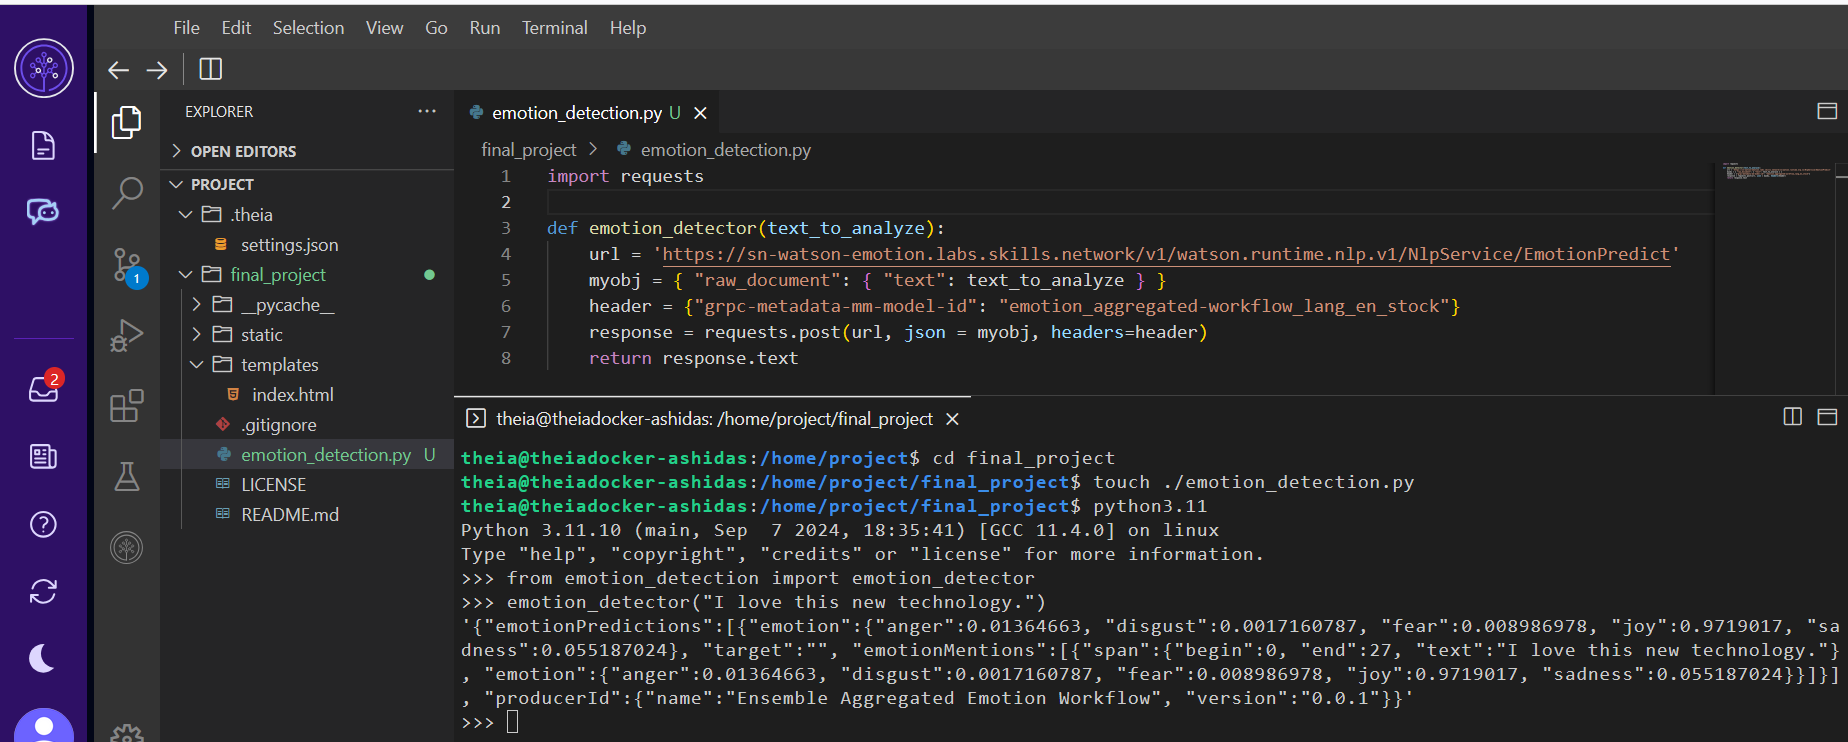 File Edit Selection View Go Run Terminal Help
EXPLORER
OPEN EDITORS
PROJECT
.theia
settings.json
final_project
__pycache__
static
templates
index.html
.gitignore
emotion_detection.py U
LICENSE
README.md
1
2
emotion_detection.py U
final_project > emotion_detection.py
1 import requests
2
3 def emotion_detector(text_to_analyze):
4 url = 'https://sn-watson-emotion.labs.skills.network/v1/watson.runtime.nlp.v1/NlpService/EmotionPredict'
5 myobj = { "raw_document": { "text": text_to_analyze } }
6 header = {"grpc-metadata-mm-model-id": "emotion_aggregated-workflow_lang_en_stock"}
7 response = requests.post(url, json = myobj, headers=header)
8 return response.text
theia@theiadocker-ashidas: /home/project/final_project
theia@theiadocker-ashidas:/home/project$ cd final_project
theia@theiadocker-ashidas:/home/project/final_project$ touch ./emotion_detection.py
theia@theiadocker-ashidas:/home/project/final_project$ python3.11
Python 3.11.10 (main, Sep  7 2024, 18:35:41) [GCC 11.4.0] on linux
Type "help", "copyright", "credits" or "license" for more information.
>>> from emotion_detection import emotion_detector
>>> emotion_detector("I love this new technology.")
'{"emotionPredictions":[{"emotion":{"anger":0.01364663, "disgust":0.0017160787, "fear":0.008986978, "joy":0.9719017, "sa
dness":0.055187024}, "target":"", "emotionMentions":[{"span":{"begin":0, "end":27, "text":"I love this new technology."}
, "emotion":{"anger":0.01364663, "disgust":0.0017160787, "fear":0.008986978, "joy":0.9719017, "sadness":0.055187024}}]}]
, "producerId":{"name":"Ensemble Aggregated Emotion Workflow", "version":"0.0.1"}}'
>>>